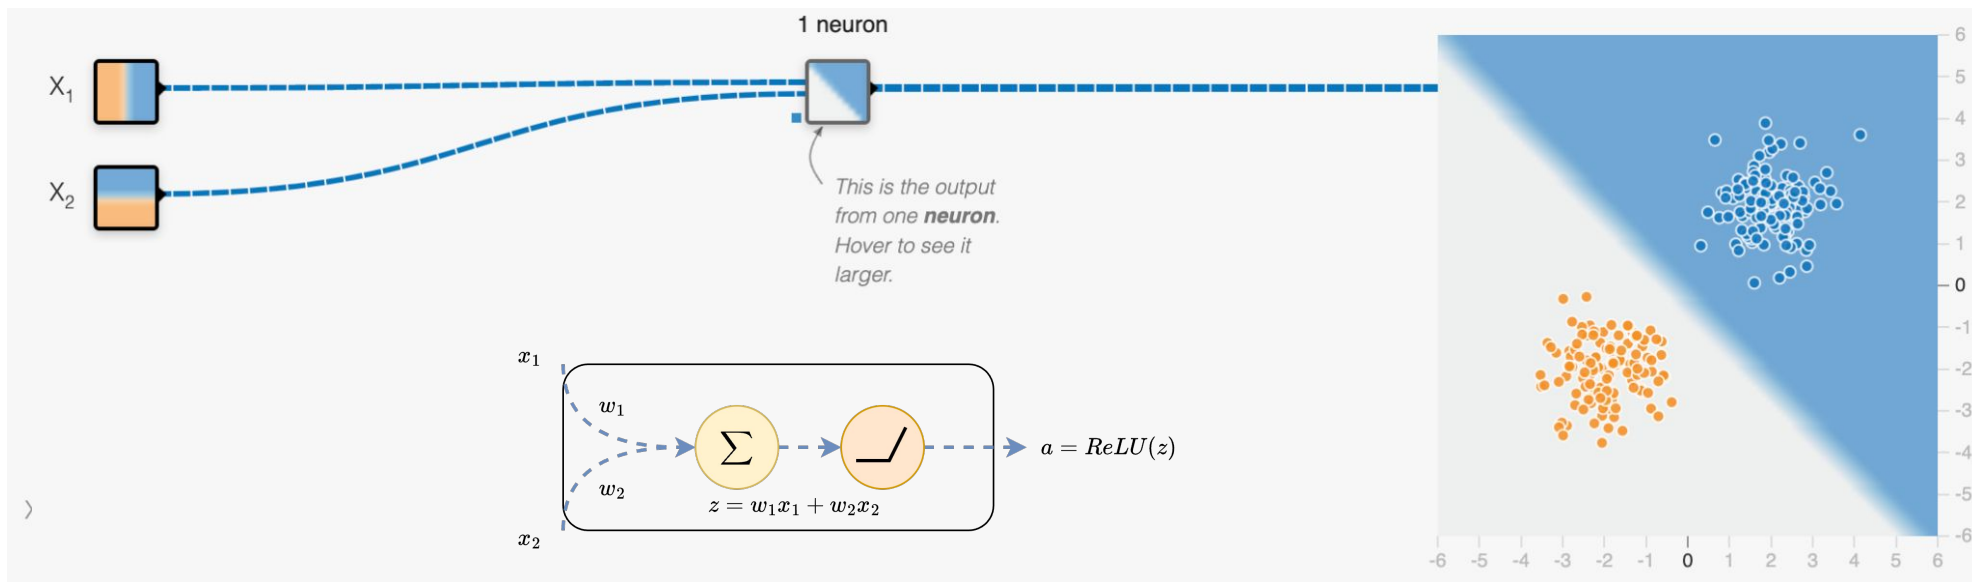 1 neuron
X₁
X₂
This is the output
from one neuron.
Hover to see it
larger.
x₁
w₁
∑
a = ReLU(z)
w₂
z = w₁x₁ + w₂x₂
x₂
6
5
4
3
2
1
0
-1
-2
-3
-4
-5
-6
-6 -5 -4 -3 -2 -1 0 1 2 3 4 5 6